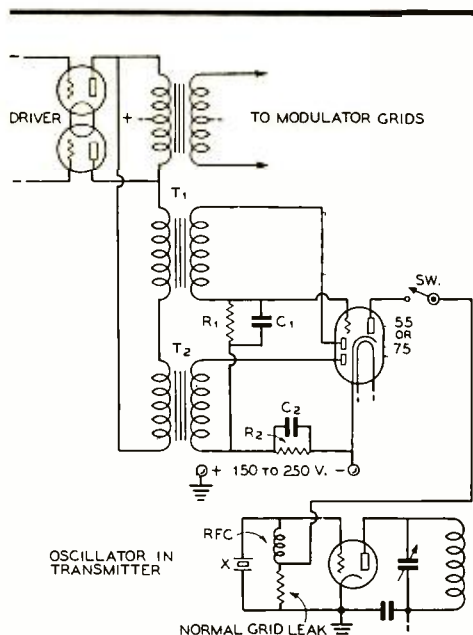 DRIVER
+
-
TO MODULATOR GRIDS
T1
SW.
R1
C1
55
OR
75
T2
C2
R2
+ 150 TO 250 V. -
RFC
OSCILLATOR IN
TRANSMITTER
X
NORMAL GRID LEAK